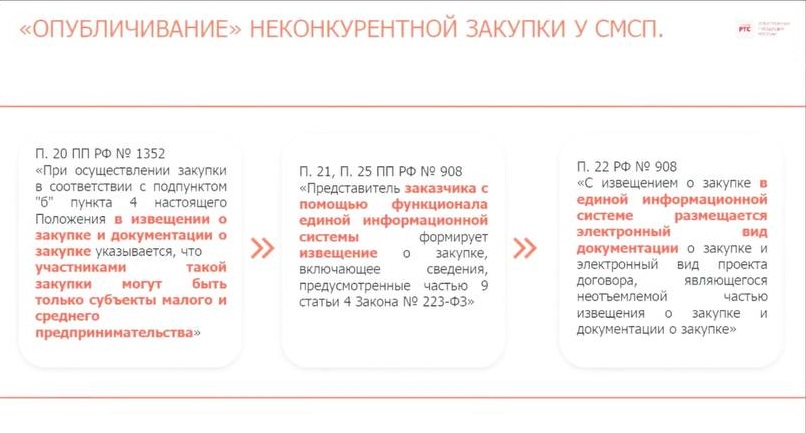 «ОПУБЛИЧИВАНИЕ» НЕКОНКУРЕНТНОЙ ЗАКУПКИ У СМСП.
РТС
П. 20 ПП РФ № 1352
«При осуществлении закупки
в соответствии с подпунктом
"б" пункта 4 настоящего
Положения в извещении о
закупке и документации о
закупке указывается, что
участниками такой
закупки могут быть
только субъекты малого и
среднего
предпринимательства»
П. 21, П. 25 ПП РФ № 908
«Представитель заказчика с
помощью функционала
единой информационной
системы формирует
извещение о закупке,
включающее сведения,
предусмотренные частью 9
статьи 4 Закона № 223-ФЗ»
П. 22 РФ № 908
«С извещением о закупке в
единой информационной
системе размещается
электронный вид
документации о закупке и
электронный вид проекта
договора, являющегося
неотъемлемой частью
извещения о закупке и
документации о закупке»